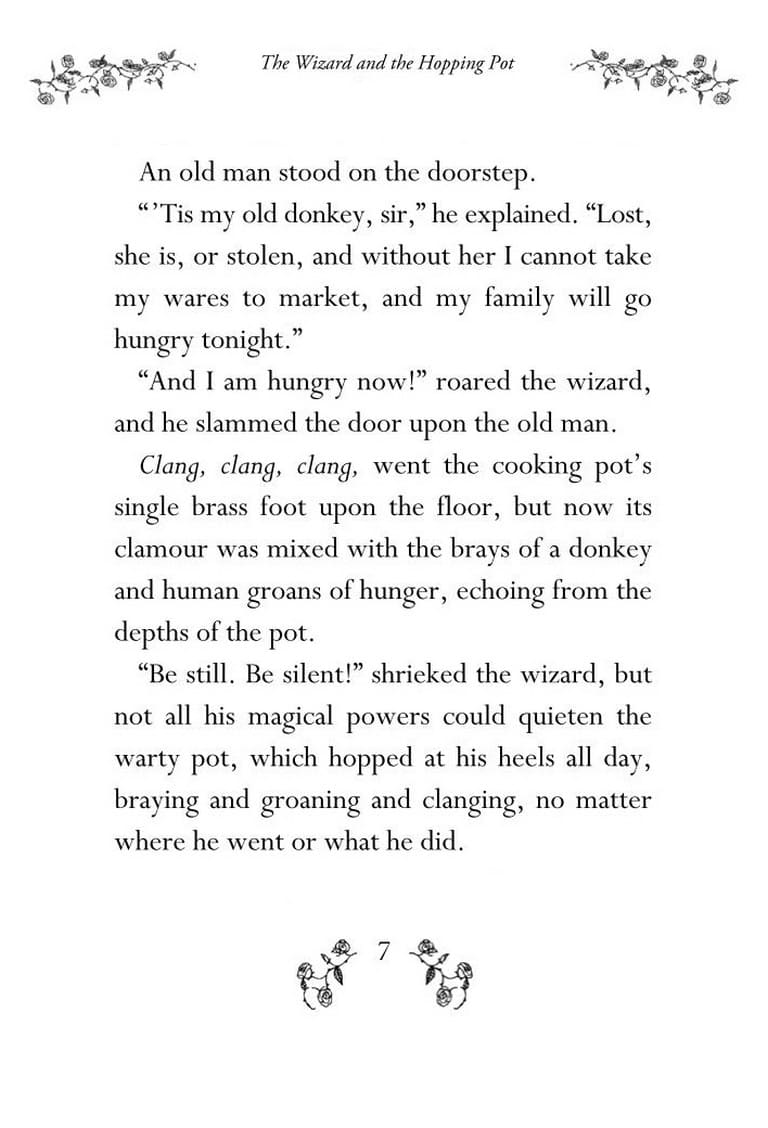 The Wizard and the Hopping Pot
An old man stood on the doorstep.
“ ’Tis my old donkey, sir,” he explained. “Lost,
she is, or stolen, and without her I cannot take
my wares to market, and my family will go
hungry tonight.”
“And I am hungry now!” roared the wizard,
and he slammed the door upon the old man.
Clang, clang, clang, went the cooking pot’s
single brass foot upon the floor, but now its
clamour was mixed with the brays of a donkey
and human groans of hunger, echoing from the
depths of the pot.
“Be still. Be silent!” shrieked the wizard, but
not all his magical powers could quieten the
warty pot, which hopped at his heels all day,
braying and groaning and clanging, no matter
where he went or what he did.
7